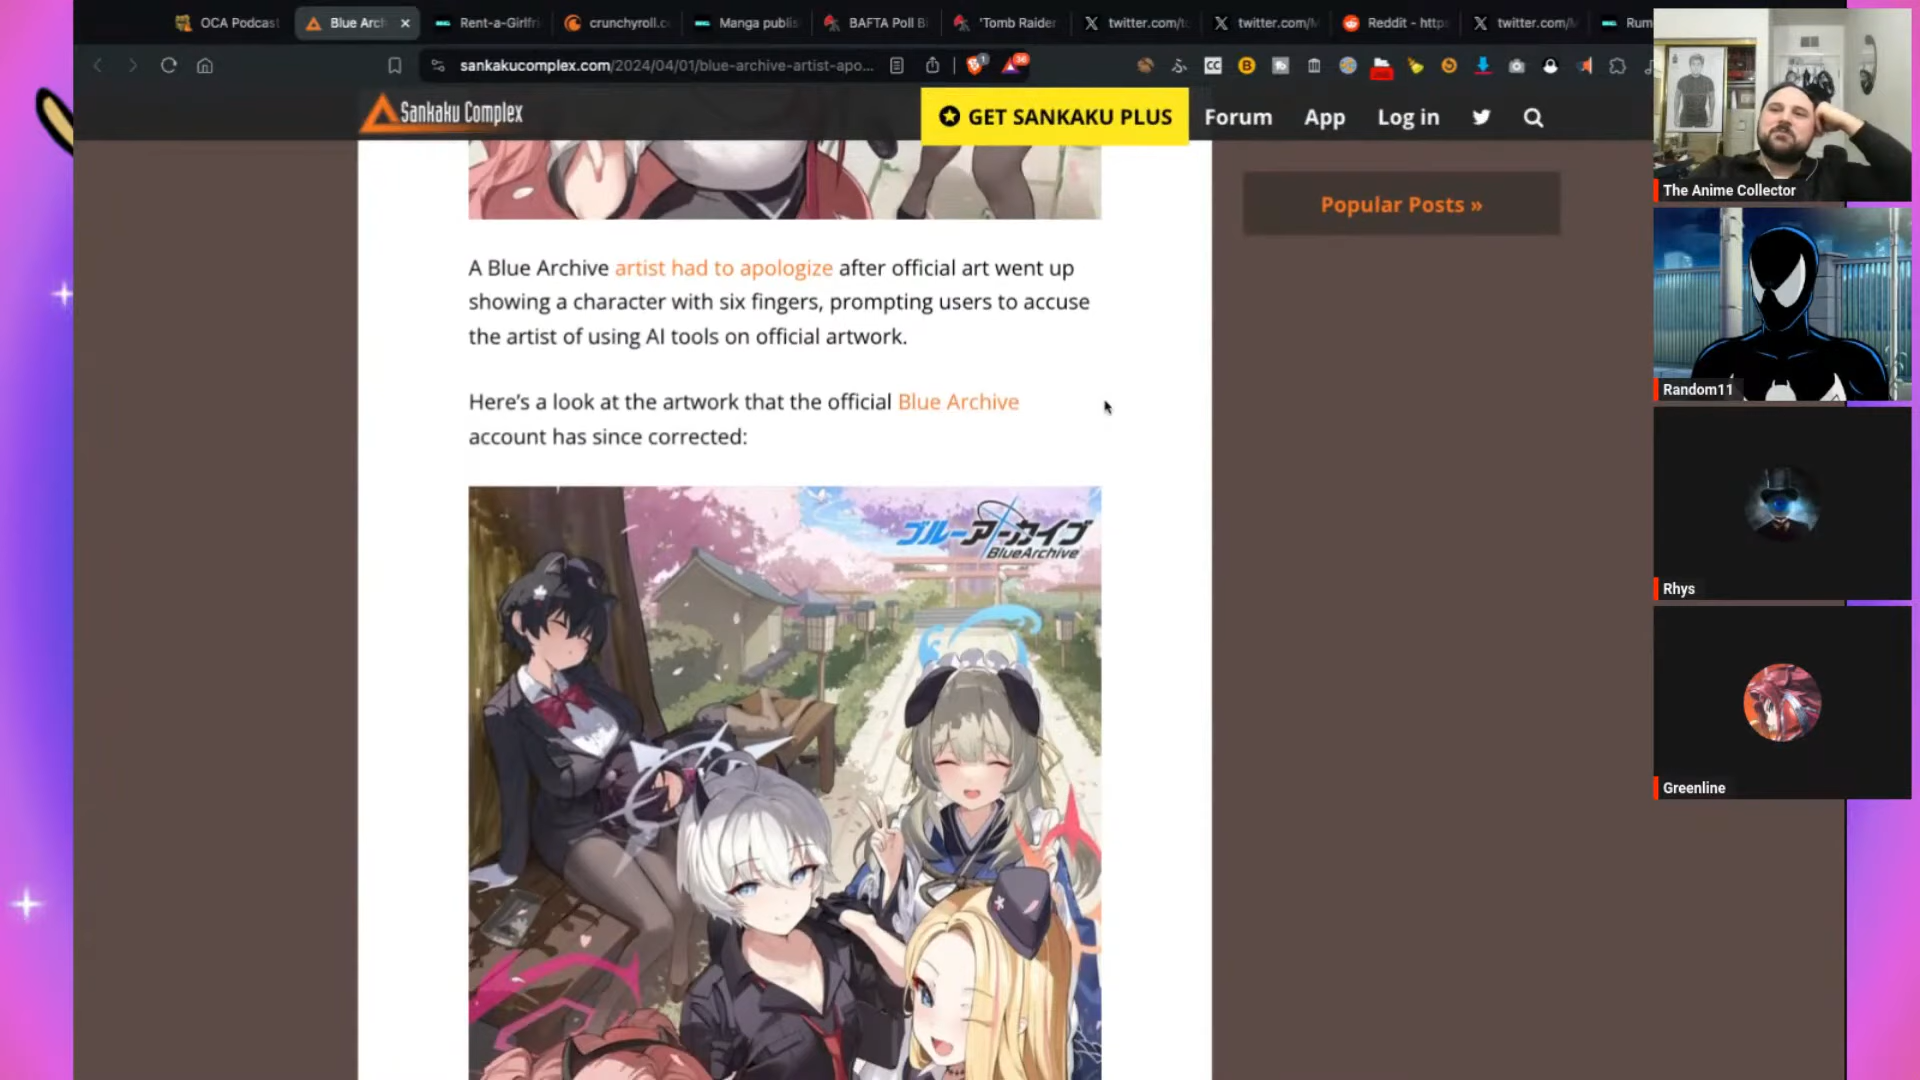 OCA Podcast
Blue Arch
Rent-a-Girlfri
crunchyroll.c
Manga publis
BAFTA Poll B
'Tomb Raider
twitter.com/t
twitter.com/M
Reddit - http
twitter.com/M
Rum
sankakucomplex.com/2024/04/01/blue-archive-artist-apo...
Sankaku Complex
GET SANKAKU PLUS
Forum
App
Log in
Popular Posts »
A Blue Archive artist had to apologize after official art went up
showing a character with six fingers, prompting users to accuse
the artist of using AI tools on official artwork.
Here's a look at the artwork that the official Blue Archive
account has since corrected:
ブルーアーカイブ
BlueArchive
The Anime Collector
Random11
Rhys
Greenline